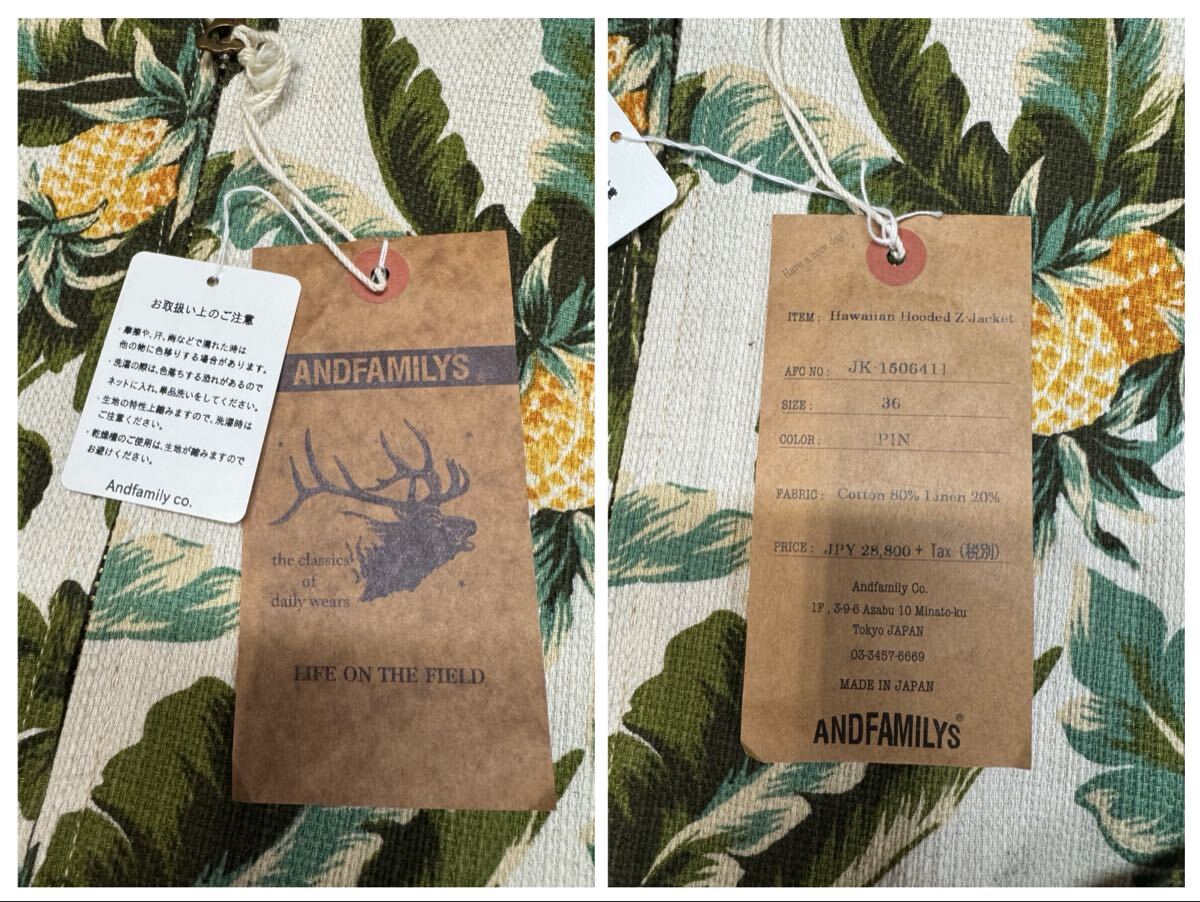 お取扱い上のご注意
・摩擦や、汗、雨などで濡れた時は
他の物に色移りする場合があります。
・洗濯の際は、色落ちする恐れがあるので
ネットに入れ、単品洗いをしてください。
・生地の特性上縮みますので、洗濯時は
ご注意ください。
・乾燥機のご使用は、生地が縮みますので
お避けください。
Andfamily co.
ANDFAMILYS
the classics
of
daily wears
LIFE ON THE FIELD
Have a nice day!!
ITEM : Hawaiian Hooded Z-Jacket
AFC NO : JK-1506411
SIZE : 36
COLOR : PIN
FABRIC : Cotton 80% Linen 20%
PRICE : JPY 28,800 + Tax (税別)
Andfamily Co.
1F , 3-9-6 Azabu 10 Minato-ku
Tokyo JAPAN
03-3457-6669
MADE IN JAPAN
ANDFAMILYS®